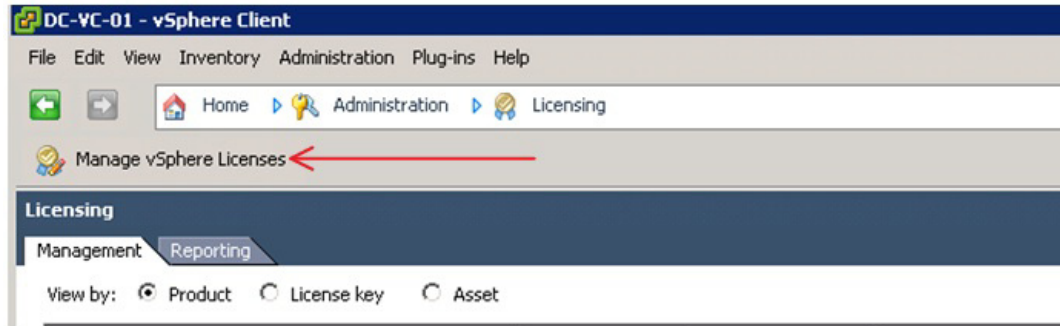 DC-VC-01 - vSphere Client
File Edit View Inventory Administration Plug-ins Help
Home Administration Licensing
Manage vSphere Licenses
Licensing
Management Reporting
View by: Product License key Asset